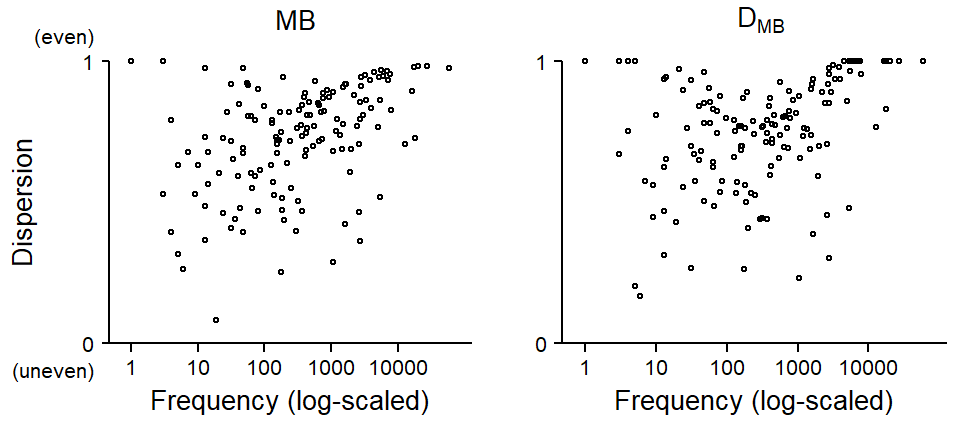 MB
(even)
1
Dispersion
0
(uneven)
1 10 100 1000 10000
Frequency (log-scaled)
D_MB
1
0
1 10 100 1000 10000
Frequency (log-scaled)